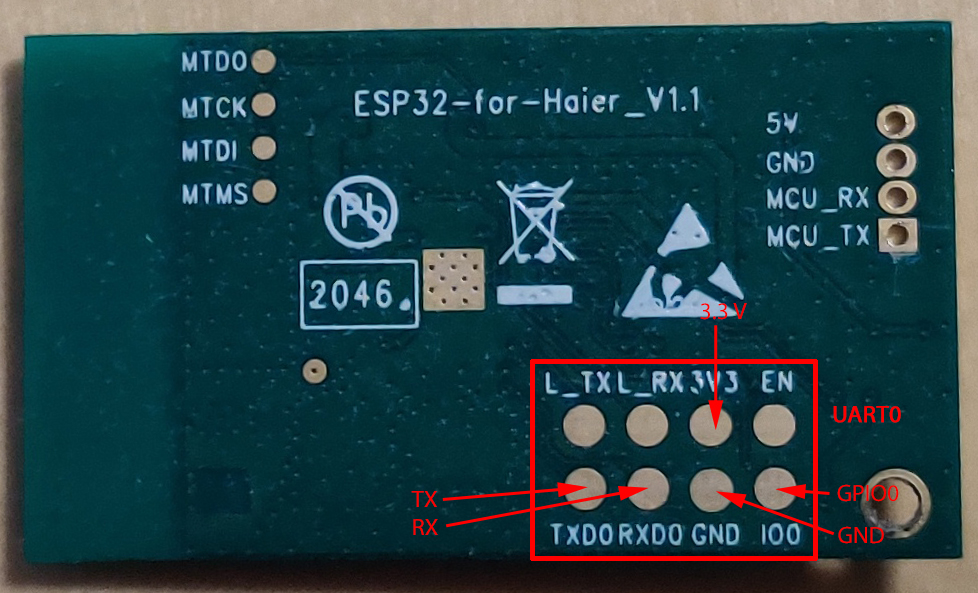 MTDO
MTCK
MTDI
MTMS
ESP32-for-Haier_V1.1
5V
GND
MCU_RX
MCU_TX
Pb
2046.
3.3 V
L_TX L_RX 3V3 EN
UART0
TX
RX
GPIO0
GND
TXD0 RXD0 GND IO0